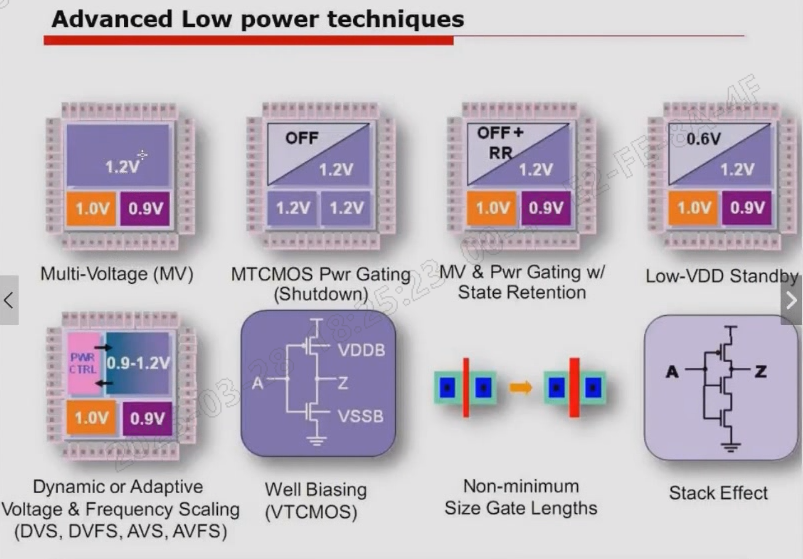 Advanced Low power techniques
1.2V
1.0V 0.9V
Multi-Voltage (MV)
OFF
1.2V
1.2V 1.2V
MTCMOS Pwr Gating
(Shutdown)
OFF+
RR
1.2V
1.0V 0.9V
MV & Pwr Gating w/
State Retention
0.6V
1.2V
1.0V 0.9V
Low-VDD Standby
PWR
CTRL
0.9-1.2V
1.0V 0.9V
Dynamic or Adaptive
Voltage & Frequency Scaling
(DVS, DVFS, AVS, AVFS)
VDDB
A Z
VSSB
Well Biasing
(VTCMOS)
Non-minimum
Size Gate Lengths
A Z
Stack Effect